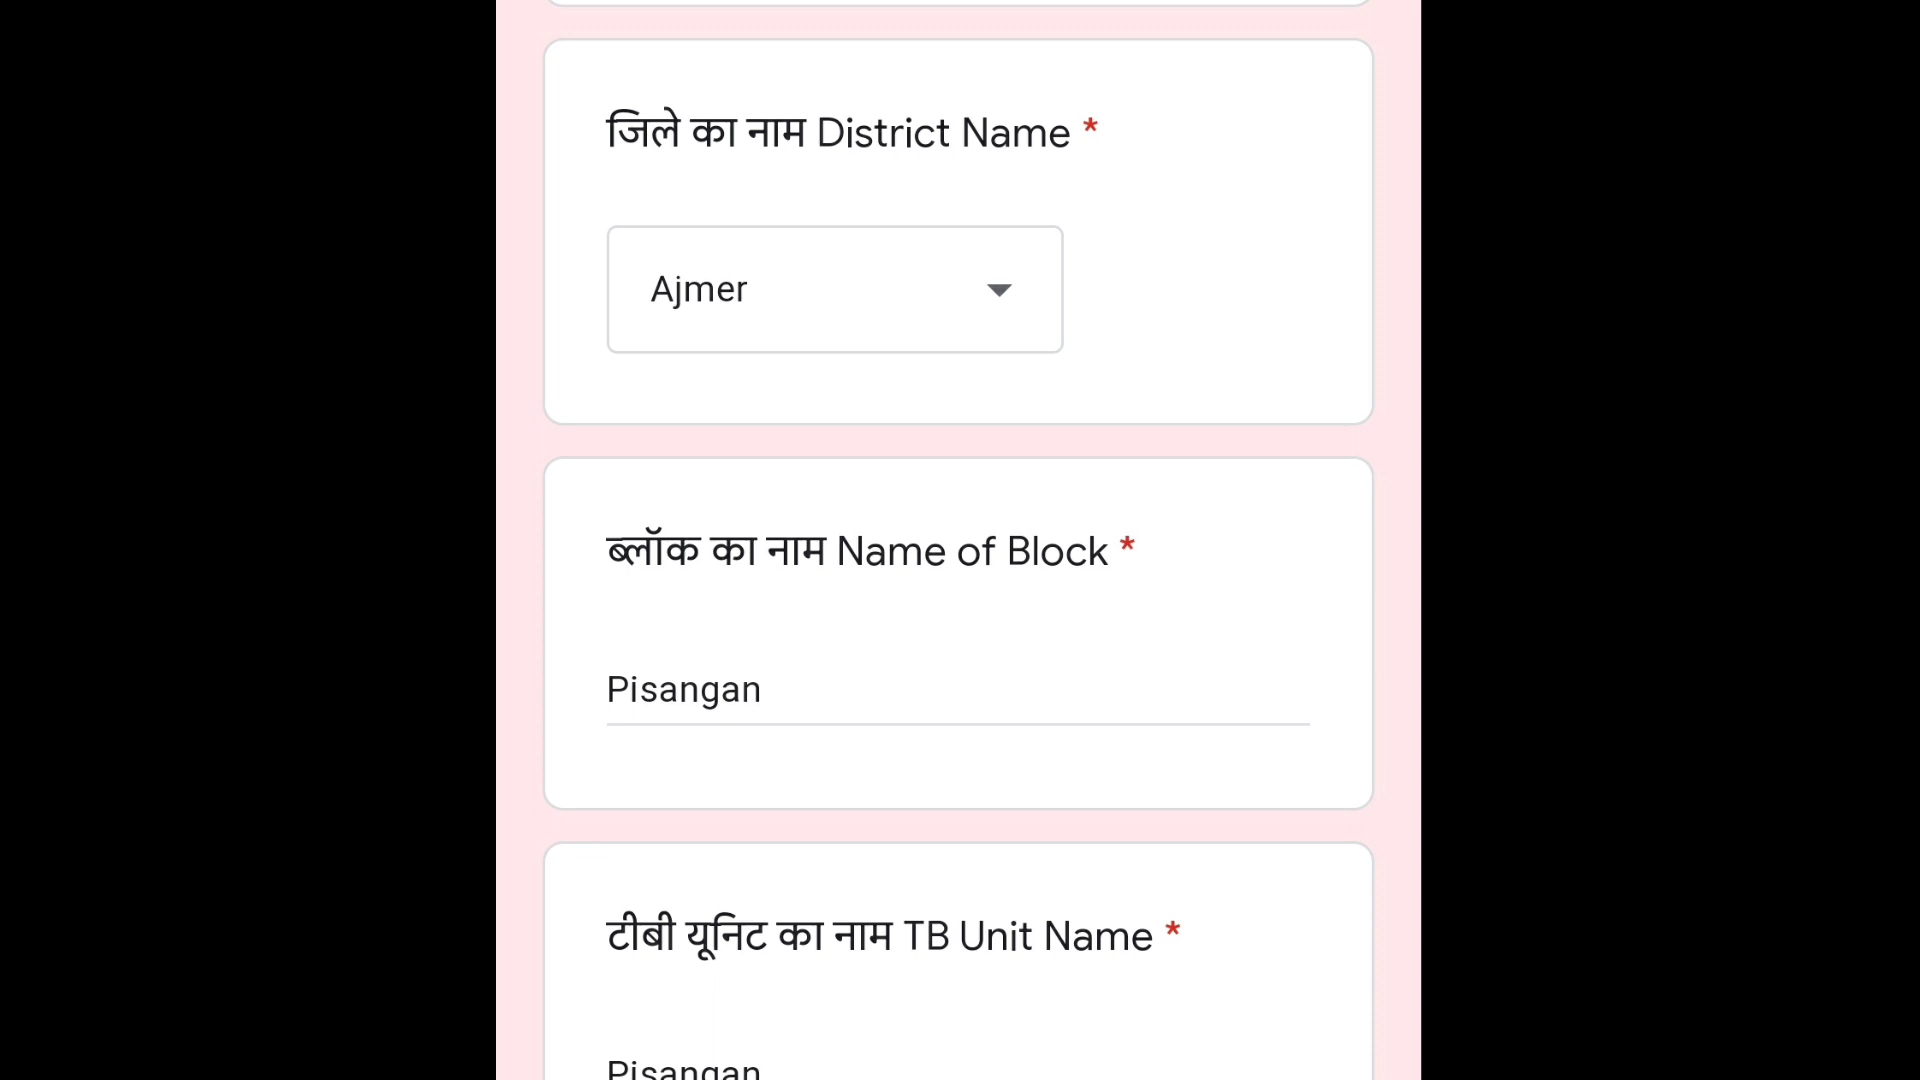 जिले का नाम District Name *
Ajmer
ब्लॉक का नाम Name of Block *
Pisangan
टीबी यूनिट का नाम TB Unit Name *
Pisangan